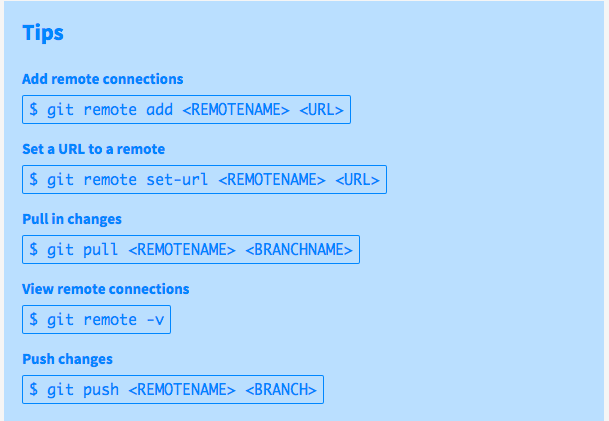 Tips
Add remote connections
$ git remote add <REMOTENAME> <URL>
Set a URL to a remote
$ git remote set-url <REMOTENAME> <URL>
Pull in changes
$ git pull <REMOTENAME> <BRANCHNAME>
View remote connections
$ git remote -v
Push changes
$ git push <REMOTENAME> <BRANCH>